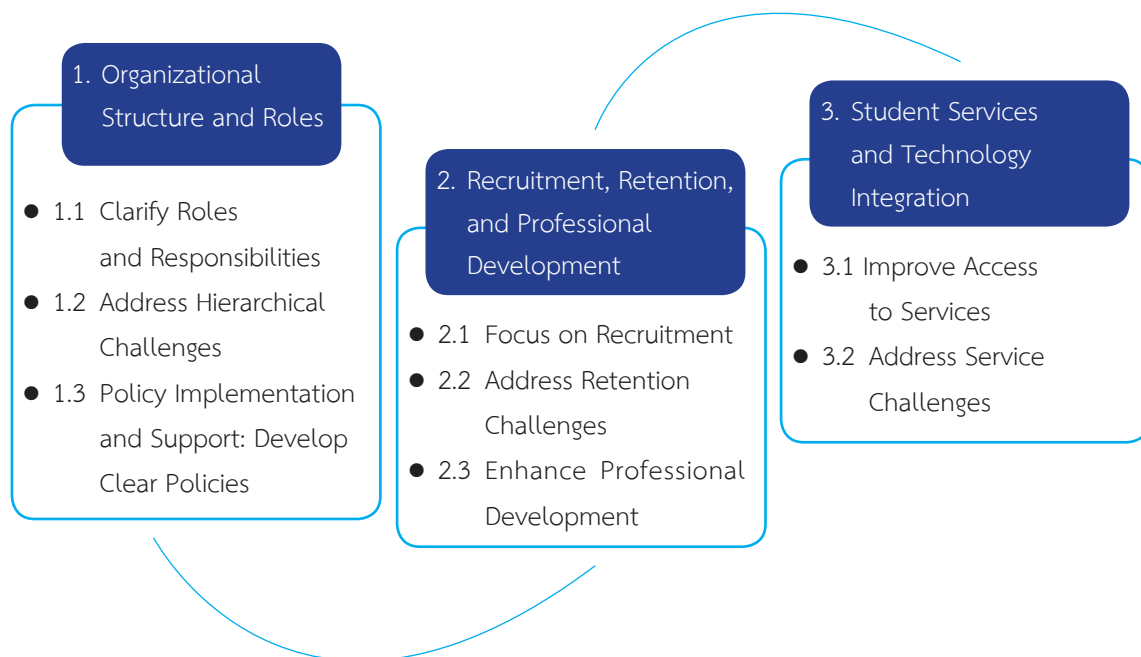 1. Organizational
Structure and Roles
● 1.1 Clarify Roles
and Responsibilities
● 1.2 Address Hierarchical
Challenges
● 1.3 Policy Implementation
and Support: Develop
Clear Policies
2. Recruitment, Retention,
and Professional
Development
● 2.1 Focus on Recruitment
● 2.2 Address Retention
Challenges
● 2.3 Enhance Professional
Development
3. Student Services
and Technology
Integration
● 3.1 Improve Access
to Services
● 3.2 Address Service
Challenges